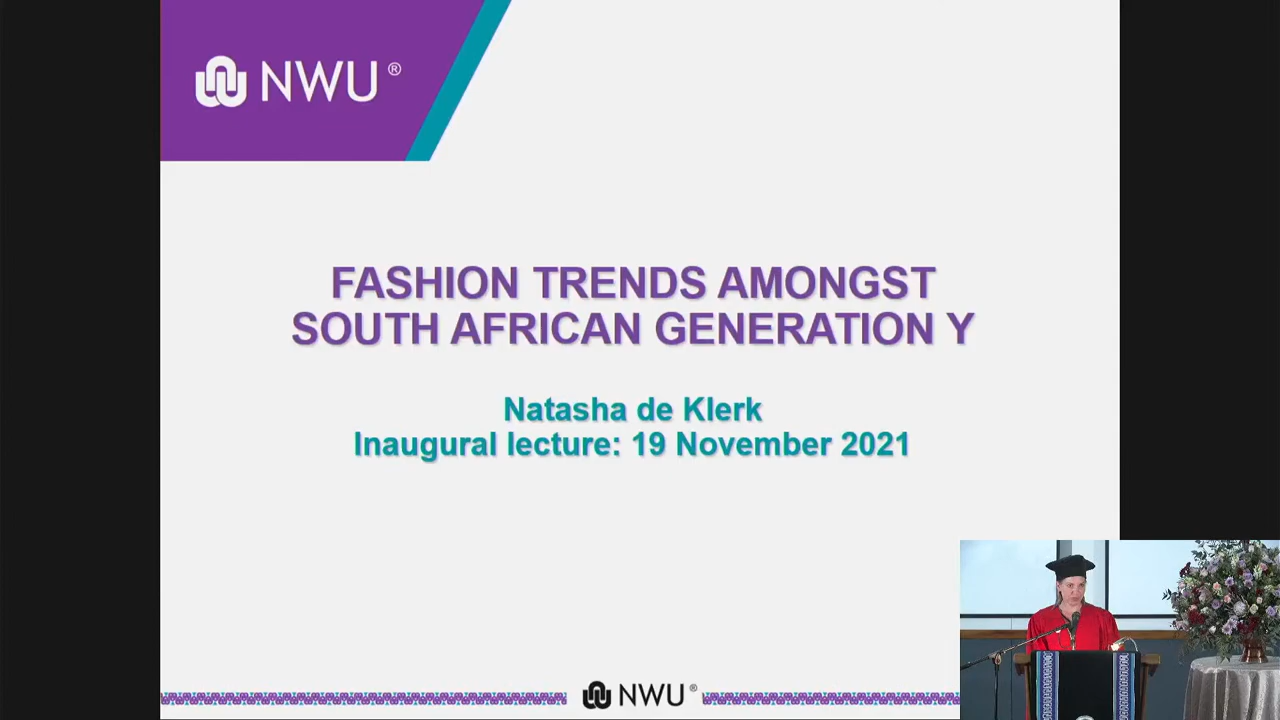 NWU®
FASHION TRENDS AMONGST
SOUTH AFRICAN GENERATION Y
Natasha de Klerk
Inaugural lecture: 19 November 2021
NWU®